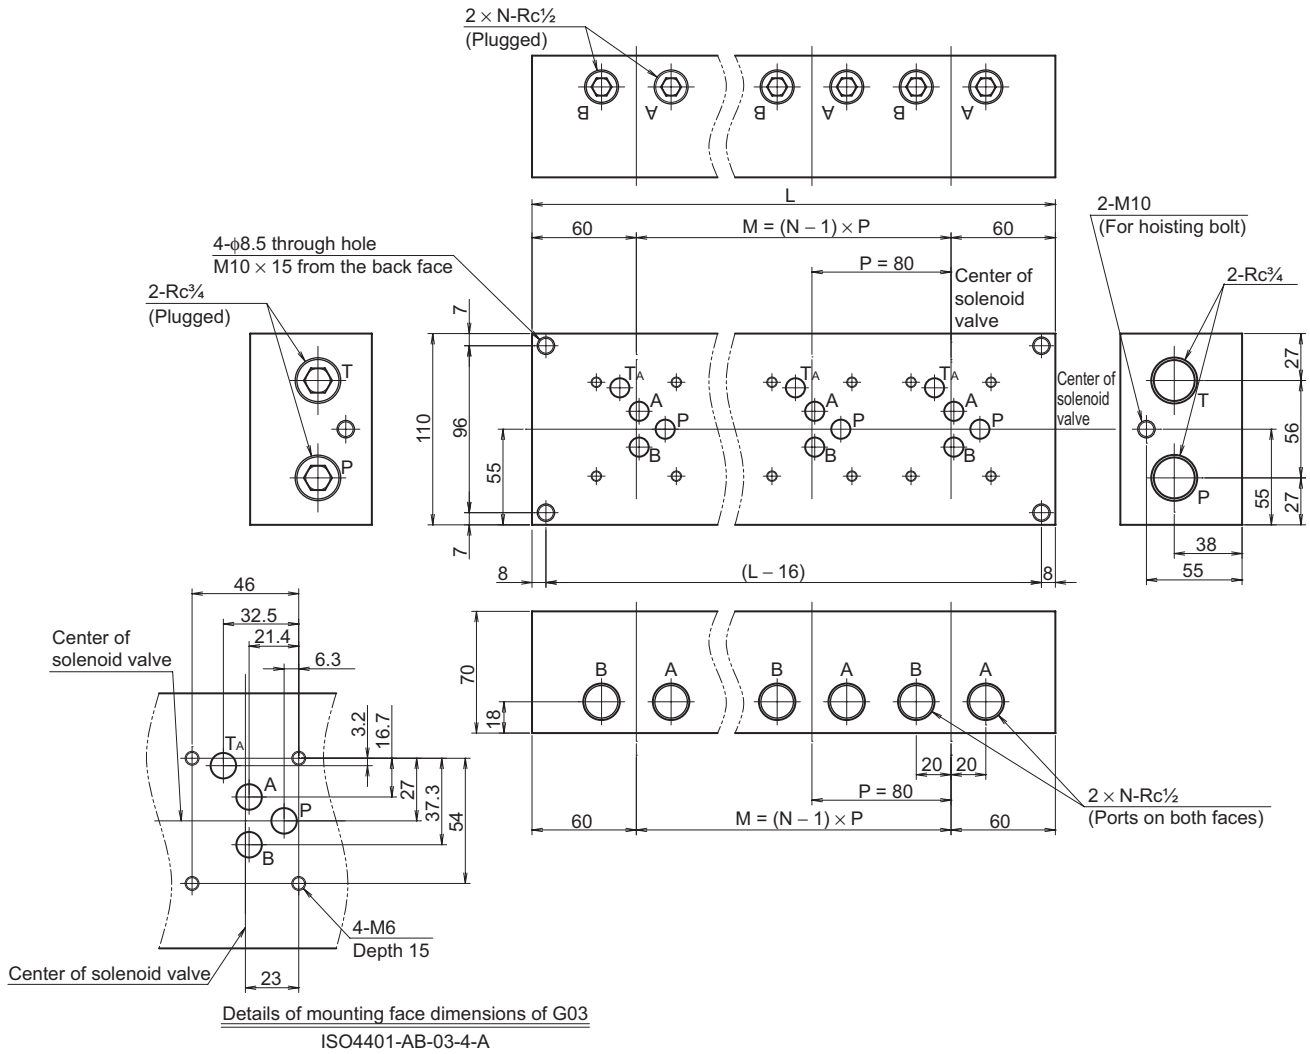 2 × N-Rc½
(Plugged)
B
A
B
A
B
A
L
60
M = (N − 1) × P
60
P = 80
Center of
solenoid
valve
4-φ8.5 through hole
M10 × 15 from the back face
2-Rc¾
(Plugged)
T
P
7
110
96
55
7
TA
A
P
B
TA
A
P
B
TA
A
P
B
Center of
solenoid
valve
8
(L − 16)
8
2-M10
(For hoisting bolt)
2-Rc¾
T
P
27
56
55
27
38
55
46
32.5
21.4
6.3
Center of
solenoid valve
3.2
16.7
TA
A
P
B
27
37.3
54
4-M6
Depth 15
Center of solenoid valve
23
Details of mounting face dimensions of G03
ISO4401-AB-03-4-A
70
18
B
A
B
A
B
A
20
20
P = 80
60
M = (N − 1) × P
60
2 × N-Rc½
(Ports on both faces)